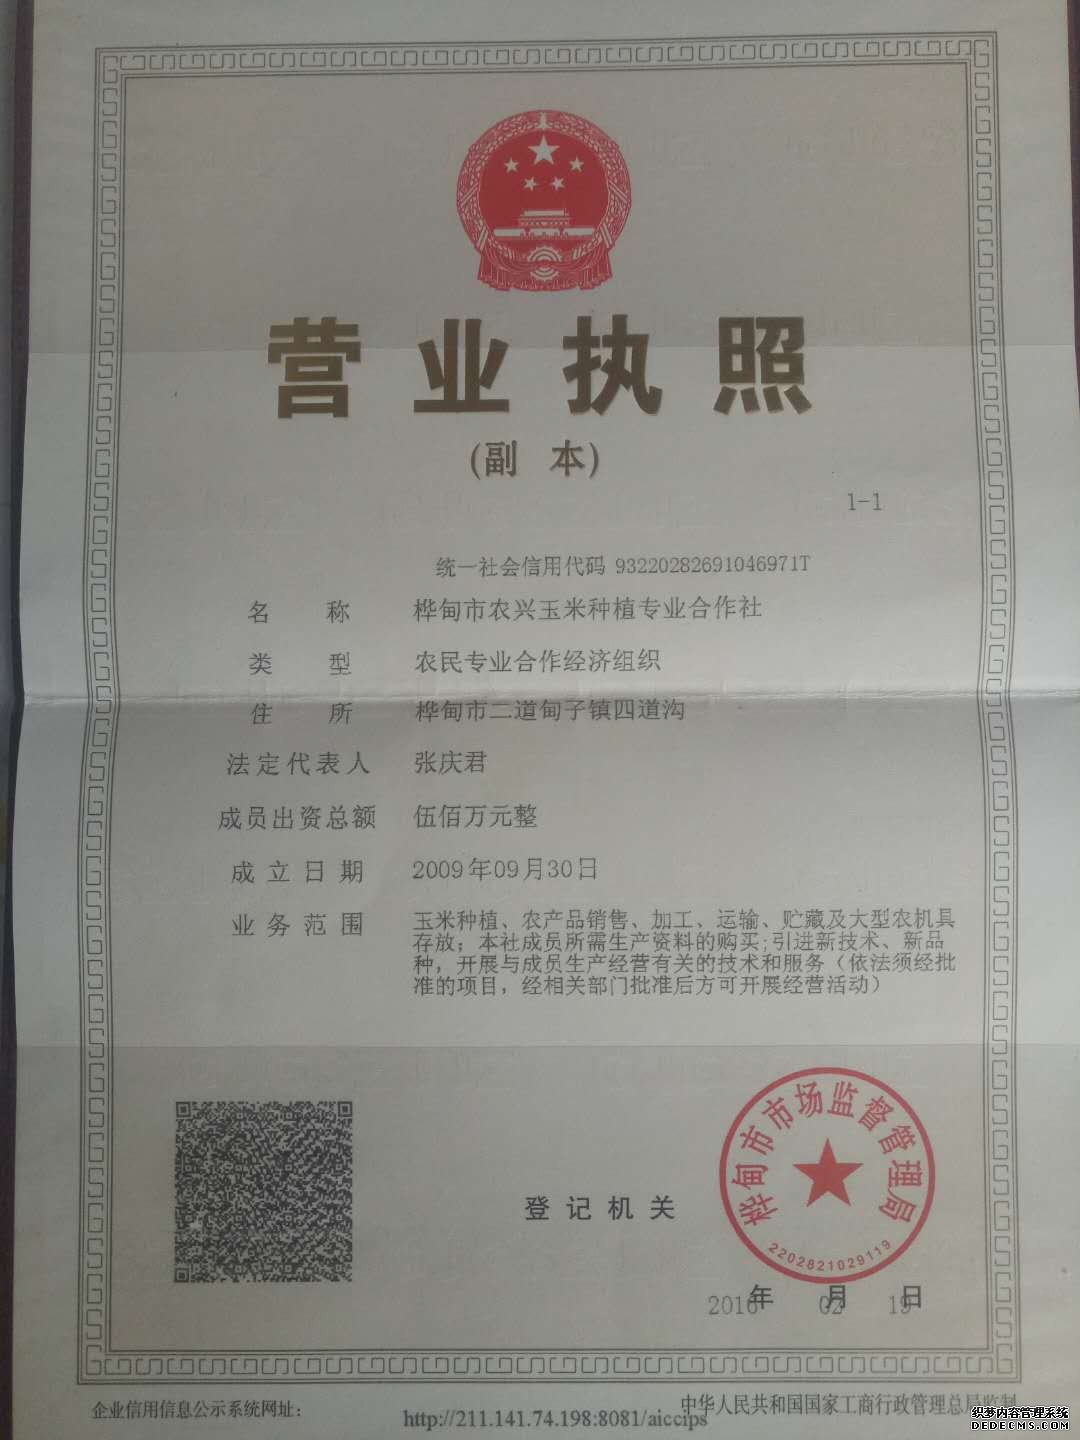 营业执照
(副 本)
1-1
统一社会信用代码 93220282691046971T
名 称 桦甸市农兴玉米种植专业合作社
类 型 农民专业合作经济组织
住 所 桦甸市二道甸子镇四道沟
法定代表人 张庆君
成员出资总额 伍佰万元整
成立日期 2009年09月30日
业务范围 玉米种植、农产品销售、加工、运输、贮藏及大型农机具
存放；本社成员所需生产资料的购买;引进新技术、新品
种，开展与成员生产经营有关的技术和服务（依法须经批
准的项目，经相关部门批准后方可开展经营活动）
桦甸市市场监督管理局
2202821029119
登记机关
2016年 02月 19日
企业信用信息公示系统网址：
http://211.141.74.198:8081/aiccips
中华人民共和国国家工商行政管理总局监制
织梦内容管理系统
DEDECMS.COM